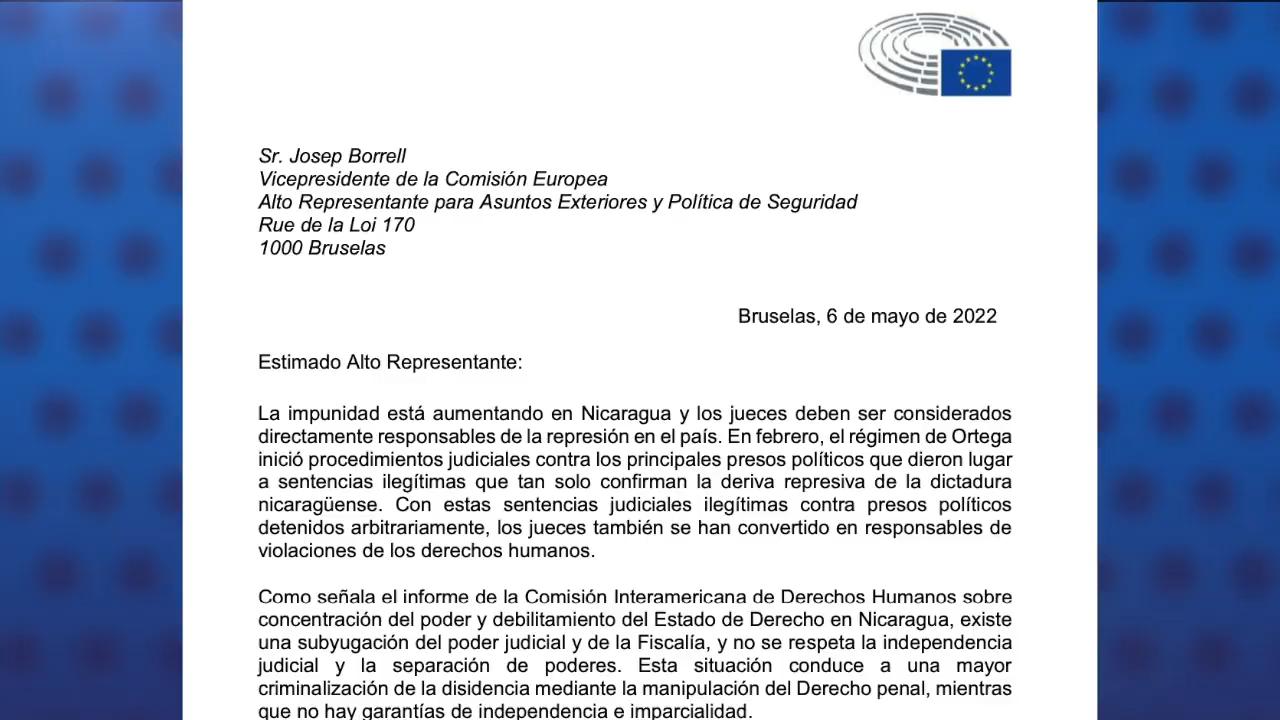 Sr. Josep Borrell
Vicepresidente de la Comisión Europea
Alto Representante para Asuntos Exteriores y Política de Seguridad
Rue de la Loi 170
1000 Bruselas
Bruselas, 6 de mayo de 2022
Estimado Alto Representante:
La impunidad está aumentando en Nicaragua y los jueces deben ser considerados
directamente responsables de la represión en el país. En febrero, el régimen de Ortega
inició procedimientos judiciales contra los principales presos políticos que dieron lugar
a sentencias ilegítimas que tan solo confirman la deriva represiva de la dictadura
nicaragüense. Con estas sentencias judiciales ilegítimas contra presos políticos
detenidos arbitrariamente, los jueces también se han convertido en responsables de
violaciones de los derechos humanos.
Como señala el informe de la Comisión Interamericana de Derechos Humanos sobre
concentración del poder y debilitamiento del Estado de Derecho en Nicaragua, existe
una subyugación del poder judicial y de la Fiscalía, y no se respeta la independencia
judicial y la separación de poderes. Esta situación conduce a una mayor
criminalización de la disidencia mediante la manipulación del Derecho penal, mientras
que no hay garantías de independencia e imparcialidad.